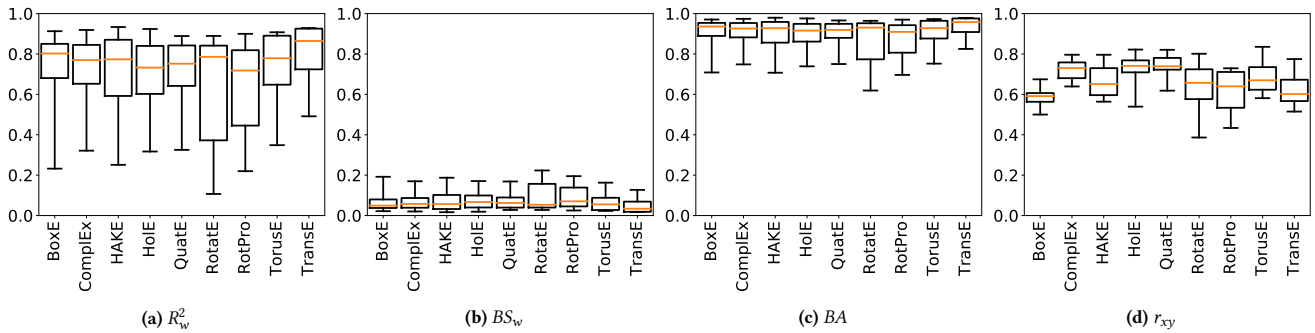 1.0
0.8
0.6
0.4
0.2
0.0
BoxE
ComplEx
HAKE
HolE
QuatE
RotatE
RotPro
TorusE
TransE
(a) R²w
1.0
0.8
0.6
0.4
0.2
0.0
BoxE
ComplEx
HAKE
HolE
QuatE
RotatE
RotPro
TorusE
TransE
(b) BSw
1.0
0.8
0.6
0.4
0.2
0.0
BoxE
ComplEx
HAKE
HolE
QuatE
RotatE
RotPro
TorusE
TransE
(c) BA
1.0
0.8
0.6
0.4
0.2
0.0
BoxE
ComplEx
HAKE
HolE
QuatE
RotatE
RotPro
TorusE
TransE
(d) rxy